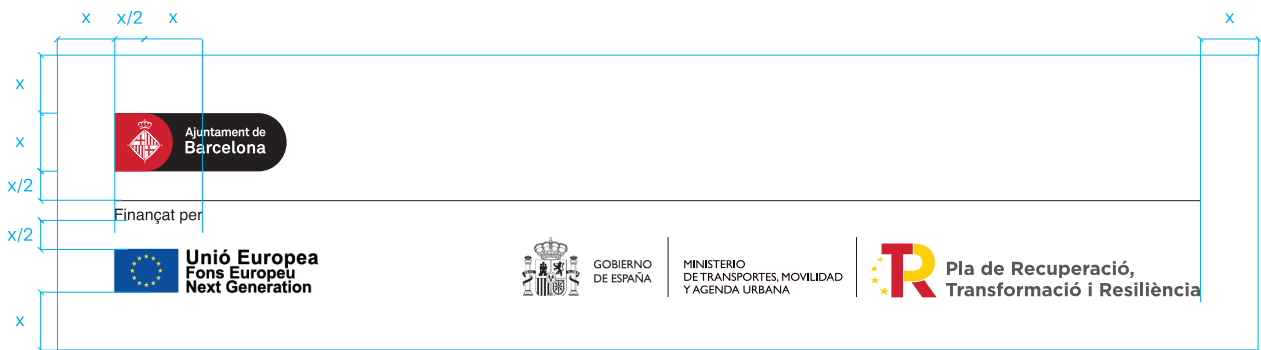 x x/2 x x
x
x
x/2
x/2
x
Ajuntament de
Barcelona
Finançat per
Unió Europea
Fons Europeu
Next Generation
GOBIERNO
DE ESPAÑA
MINISTERIO
DE TRANSPORTES, MOVILIDAD
Y AGENDA URBANA
TR
Pla de Recuperació,
Transformació i Resiliència